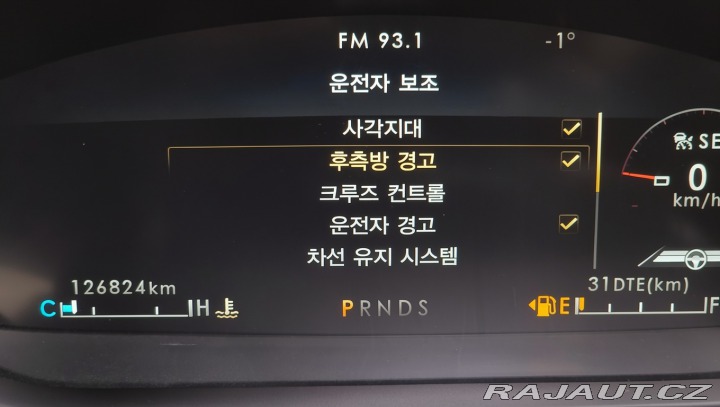 FM 93.1 -1°
운전자 보조
사각지대
후측방 경고
SE
크루즈 컨트롤
0
km/h
운전자 경고
차선 유지 시스템
126824km
31DTE(km)
C H PRNDS E F
RAJAUT.CZ